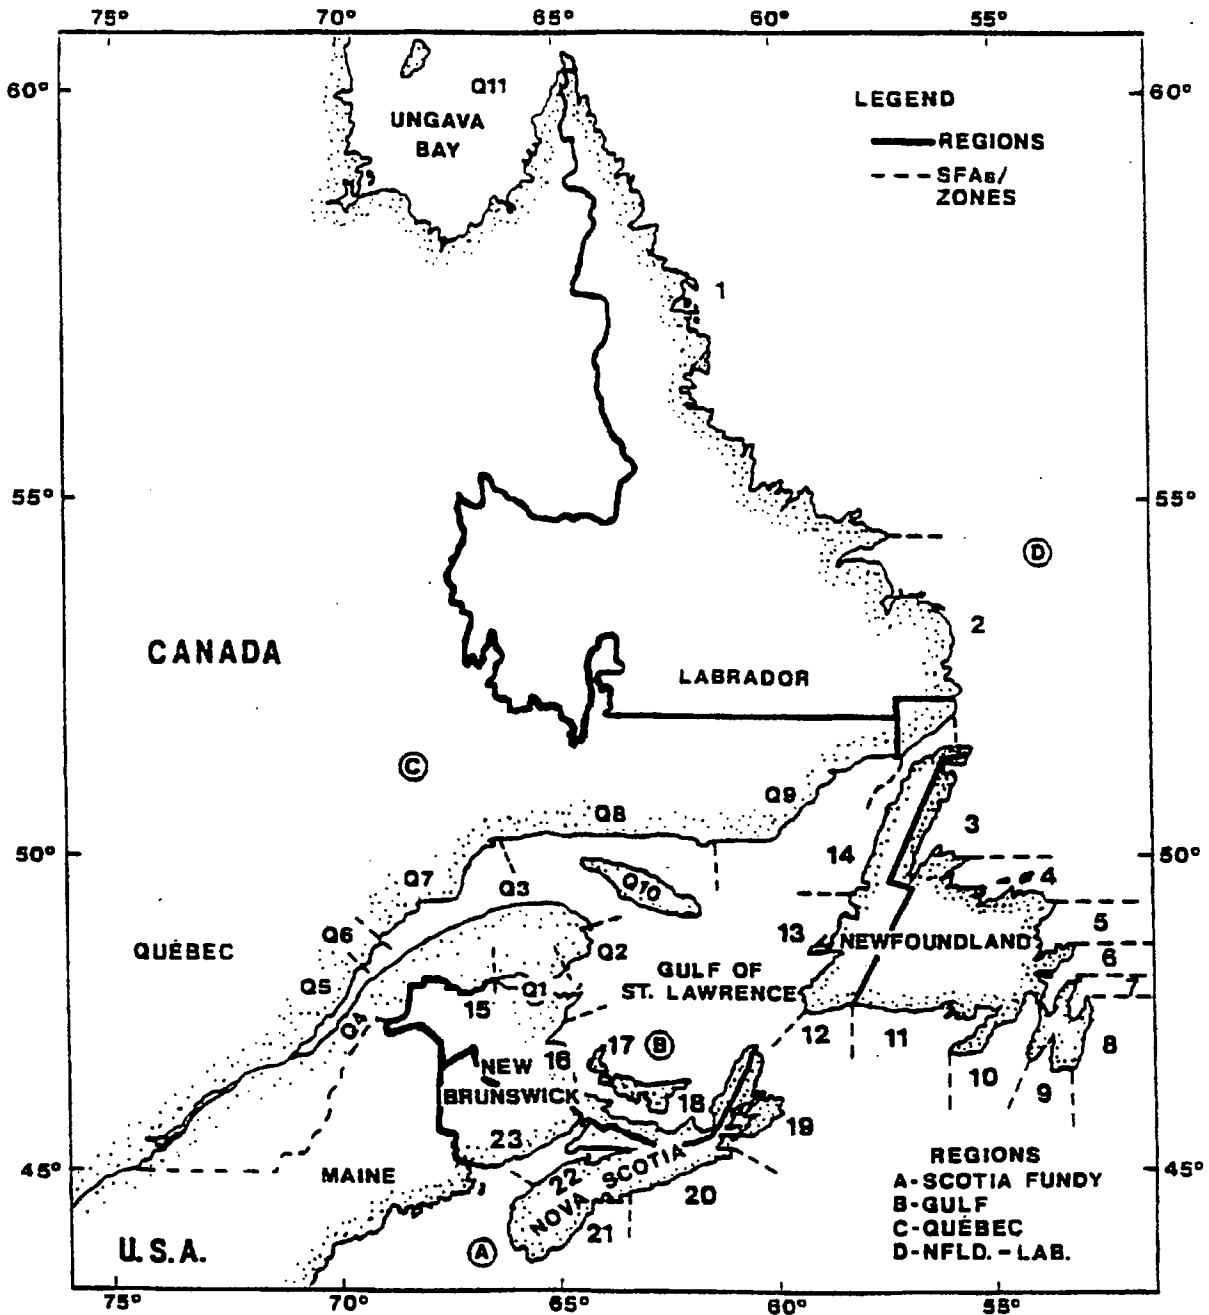 75° 70° 65° 60° 55°
60° 60°
Q11
UNGAVA
BAY
LEGEND
REGIONS
SFAs/
ZONES
1
55° 55°
D
2
CANADA
LABRADOR
C
Q9
Q8
3
14
50° 50°
Q7
Q3
Q10
4
Q6
13
5
QUÉBEC
Q2
NEWFOUNDLAND
6
GULF OF
ST. LAWRENCE
Q5
Q1
7
15
Q4
12
11
8
16
17
B
NEW
BRUNSWICK
10
9
18
19
23
45° 45°
MAINE
22
NOVA SCOTIA
20
21
A
U.S.A.
REGIONS
A-SCOTIA FUNDY
B-GULF
C-QUÉBEC
D-NFLD.-LAB.
75° 70° 65° 60° 55°